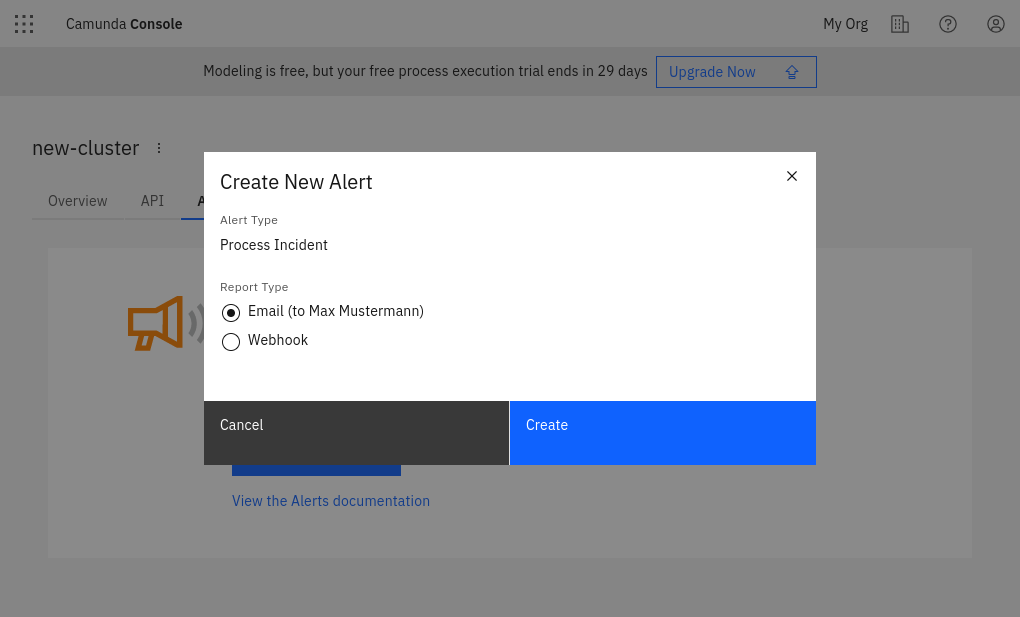 Camunda Console
My Org
Modeling is free, but your free process execution trial ends in 29 days
Upgrade Now
new-cluster
Overview
API
Create New Alert
Alert Type
Process Incident
Report Type
Email (to Max Mustermann)
Webhook
Cancel
Create
View the Alerts documentation